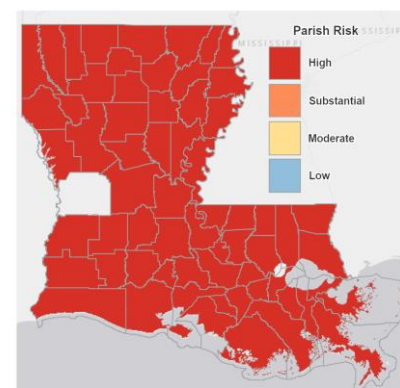 Parish Risk
MISSISSIPPI
High
Substantial
Moderate
Low